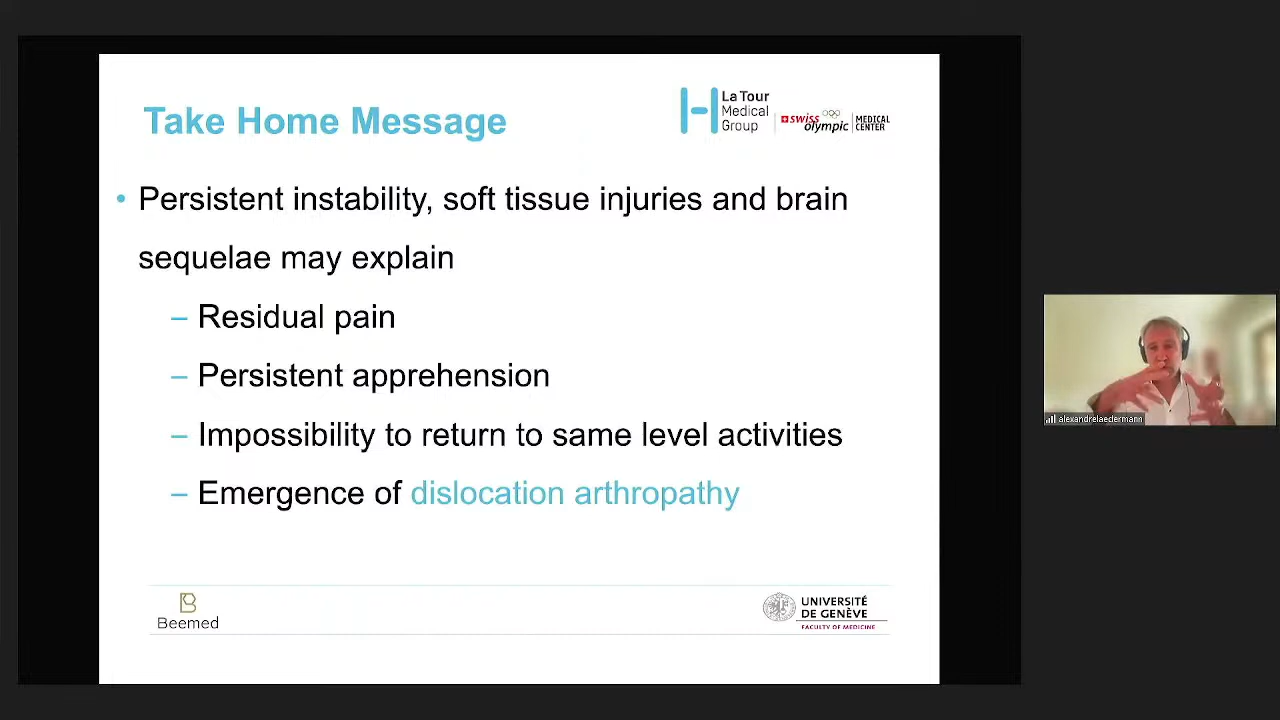 Take Home Message
La Tour
Medical
Group
swiss
olympic
MEDICAL
CENTER
• Persistent instability, soft tissue injuries and brain
sequelae may explain
– Residual pain
– Persistent apprehension
– Impossibility to return to same level activities
– Emergence of dislocation arthropathy
Beemed
UNIVERSITÉ
DE GENÈVE
FACULTY OF MEDICINE
alexandrelaedermann